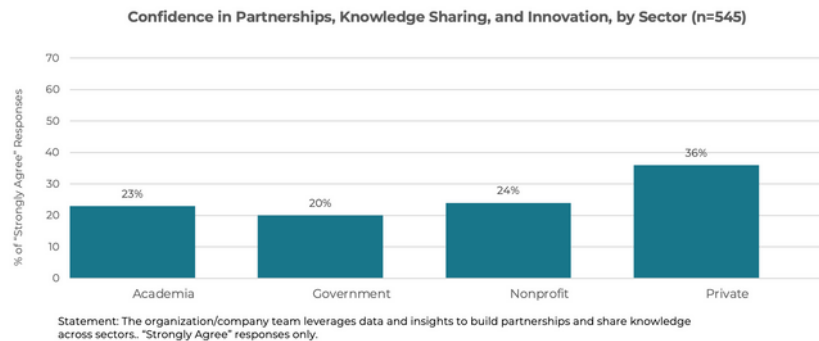 Confidence in Partnerships, Knowledge Sharing, and Innovation, by Sector (n=545)
% of "Strongly Agree" Responses
70
60
50
40
30
20
10
0
23%
20%
24%
36%
Academia
Government
Nonprofit
Private
Statement: The organization/company team leverages data and insights to build partnerships and share knowledge
across sectors.. "Strongly Agree" responses only.